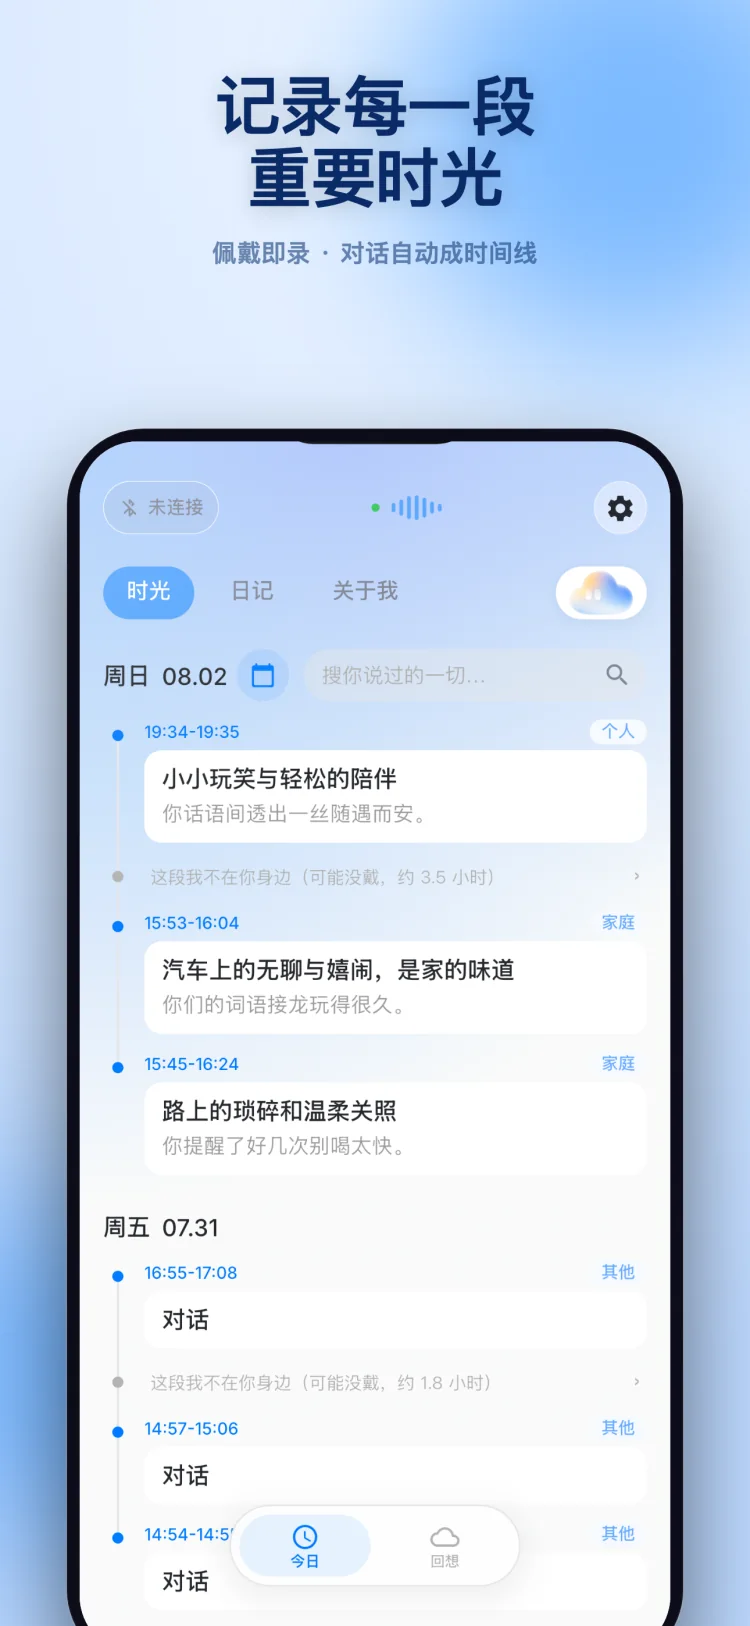 记录每一段
重要时光
佩戴即录 · 对话自动成时间线
未连接
时光 日记 关于我
周日 08.02 搜你说过的一切...
19:34-19:35 个人
小小玩笑与轻松的陪伴
你话语间透出一丝随遇而安。
这段我不在你身边（可能没戴，约 3.5 小时） ›
15:53-16:04 家庭
汽车上的无聊与嬉闹，是家的味道
你们的词语接龙玩得很久。
15:45-16:24 家庭
路上的琐碎和温柔关照
你提醒了好几次别喝太快。
周五 07.31
16:55-17:08 其他
对话
这段我不在你身边（可能没戴，约 1.8 小时） ›
14:57-15:06 其他
对话
14:54-14:5 其他
对话
今日 回想